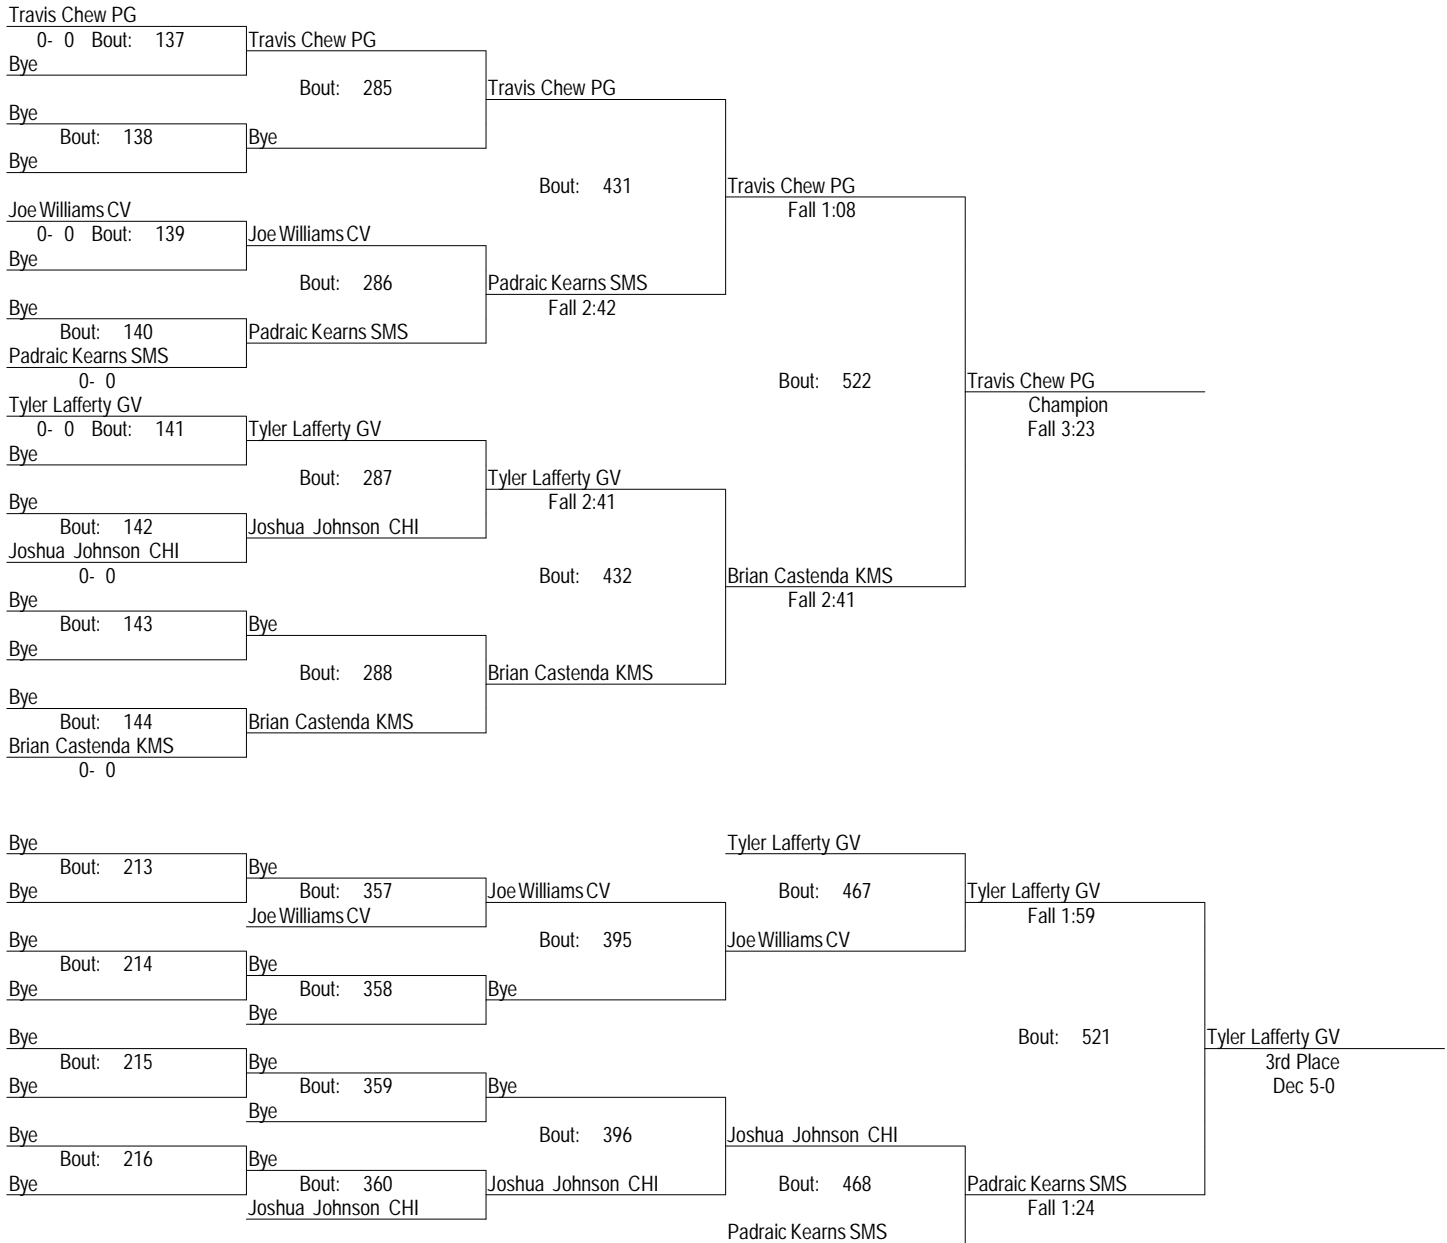 Travis Chew PG
0- 0 Bout: 137 Travis Chew PG
Bye
Bout: 285 Travis Chew PG
Bye
Bout: 138 Bye
Bye
Bout: 431 Travis Chew PG
Fall 1:08
Joe Williams CV
0- 0 Bout: 139 Joe Williams CV
Bye
Bout: 286 Padraic Kearns SMS
Bye Fall 2:42
Bout: 140 Padraic Kearns SMS
Padraic Kearns SMS
0- 0 Bout: 522 Travis Chew PG
Tyler Lafferty GV Champion
0- 0 Bout: 141 Tyler Lafferty GV Fall 3:23
Bye
Bout: 287 Tyler Lafferty GV
Bye Fall 2:41
Bout: 142 Joshua Johnson CHI
Joshua Johnson CHI
0- 0 Bout: 432 Brian Castenda KMS
Bye Fall 2:41
Bout: 143 Bye
Bye
Bout: 288 Brian Castenda KMS
Bye
Bout: 144 Brian Castenda KMS
Brian Castenda KMS
0- 0
Bye Tyler Lafferty GV
Bout: 213 Bye
Bye Bout: 357 Joe Williams CV Bout: 467 Tyler Lafferty GV
Joe Williams CV Fall 1:59
Bye Bout: 395 Joe Williams CV
Bout: 214 Bye
Bye Bout: 358 Bye
Bye
Bye Bout: 521 Tyler Lafferty GV
Bout: 215 Bye 3rd Place
Bye Bout: 359 Bye Dec 5-0
Bye
Bye Bout: 396 Joshua Johnson CHI
Bout: 216 Bye
Bye Bout: 360 Joshua Johnson CHI Bout: 468 Padraic Kearns SMS
Joshua Johnson CHI Fall 1:24
Padraic Kearns SMS